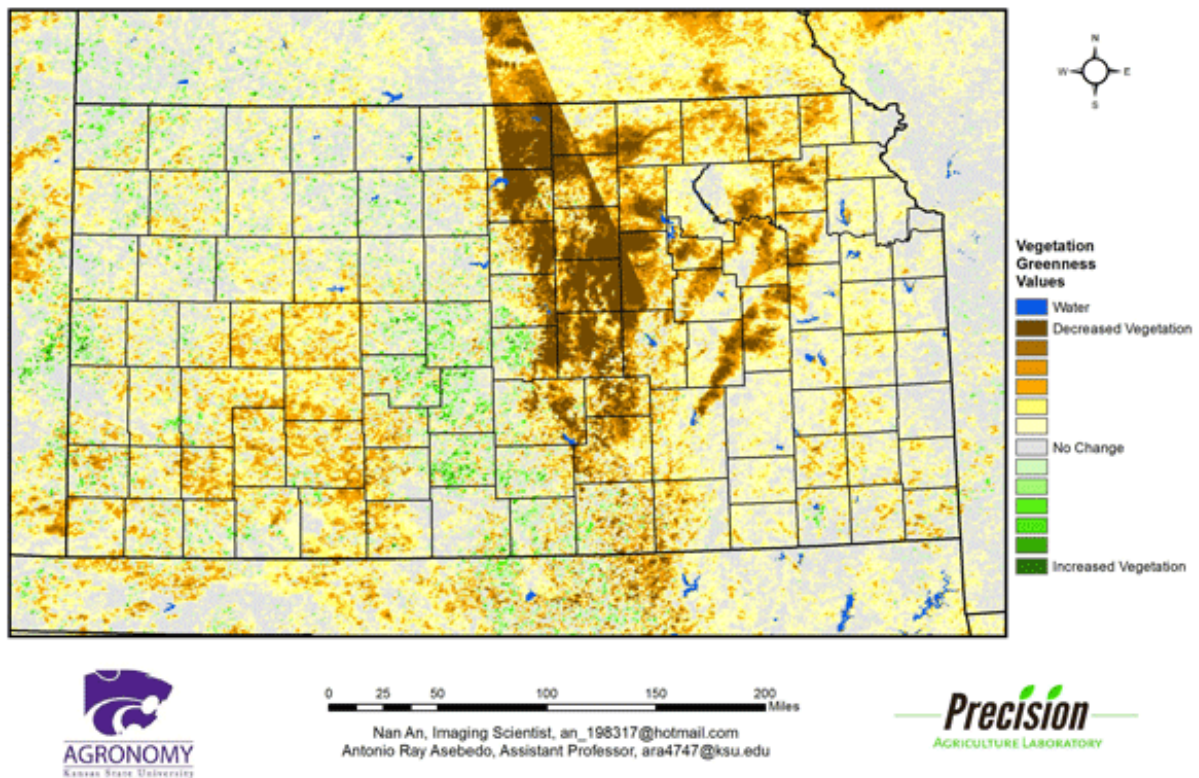 N
W E
S
Vegetation
Greenness
Values
Water
Decreased Vegetation
No Change
Increased Vegetation
0 25 50 100 150 200
Miles
AGRONOMY
Kansas State University
Nan An, Imaging Scientist, an_198317@hotmail.com
Antonio Ray Asebedo, Assistant Professor, ara4747@ksu.edu
Precision
AGRICULTURE LABORATORY